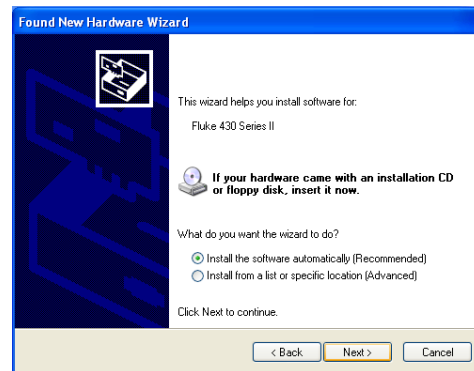 Found New Hardware Wizard
This wizard helps you install software for:
Fluke 430 Series II
If your hardware came with an installation CD
or floppy disk, insert it now.
What do you want the wizard to do?
Install the software automatically (Recommended)
Install from a list or specific location (Advanced)
Click Next to continue.
< Back Next > Cancel